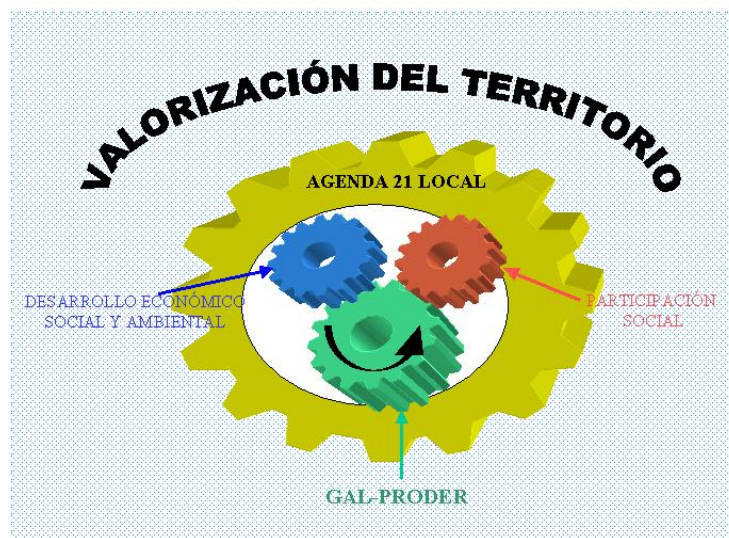 VALORIZACIÓN DEL TERRITORIO
AGENDA 21 LOCAL
DESARROLLO ECONÓMICO
SOCIAL Y AMBIENTAL
PARTICIPACIÓN
SOCIAL
GAL-PRODER